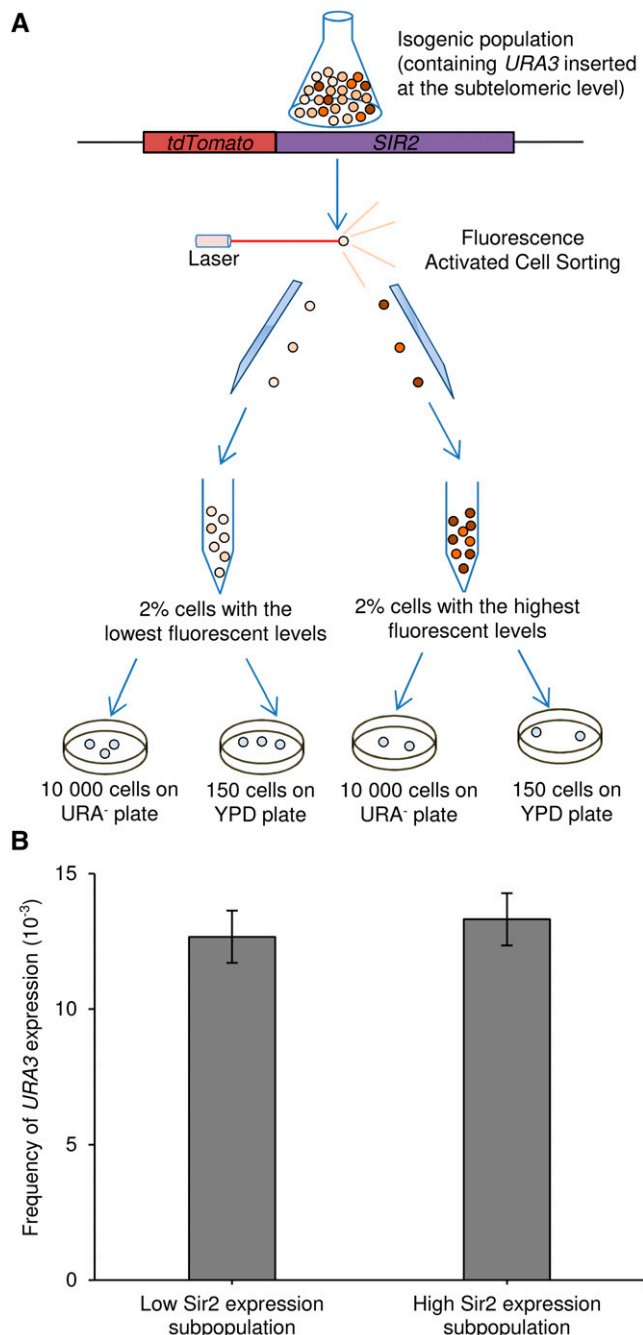 A
Isogenic population
(containing URA3 inserted
at the subtelomeric level)
tdTomato
SIR2
Laser
Fluorescence
Activated Cell Sorting
2% cells with the
lowest fluorescent levels
2% cells with the highest
fluorescent levels
10 000 cells on
URA- plate
150 cells on
YPD plate
10 000 cells on
URA- plate
150 cells on
YPD plate
B
Frequency of URA3 expression (10-3)
15
10
5
0
Low Sir2 expression
subpopulation
High Sir2 expression
subpopulation